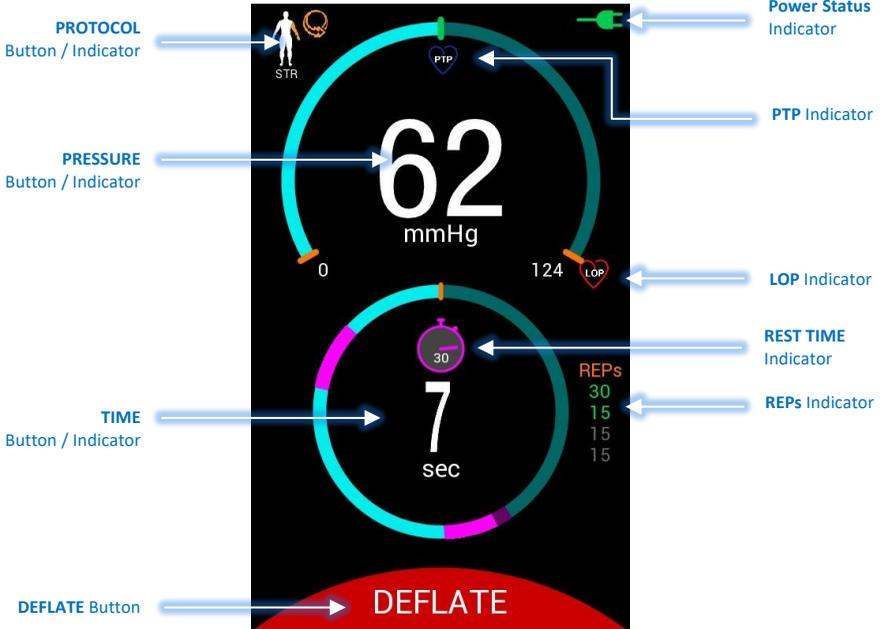 PROTOCOL
Button / Indicator
STR
PTP
Power Status
Indicator
PTP Indicator
PRESSURE
Button / Indicator
62
mmHg
0
124
LOP
LOP Indicator
REST TIME
Indicator
30
REPs
30
15
15
15
REPs Indicator
TIME
Button / Indicator
7
sec
DEFLATE Button
DEFLATE